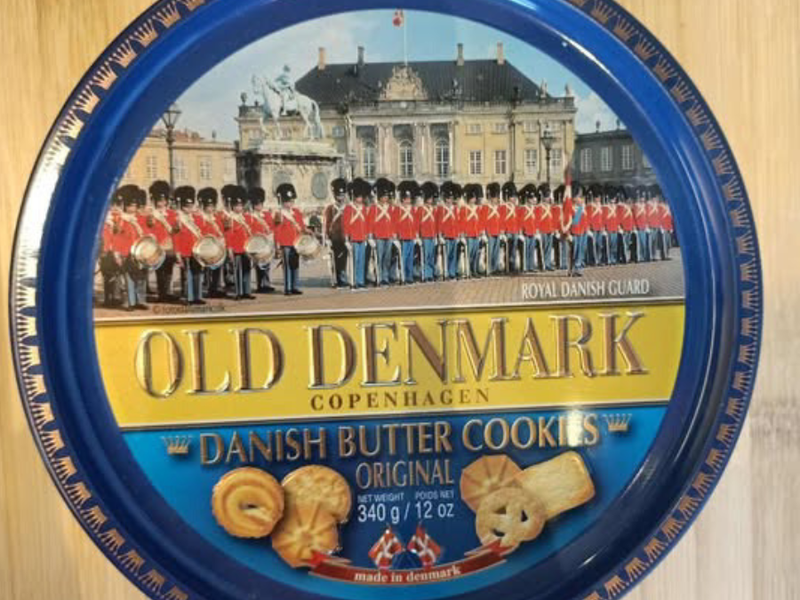 ROYAL DANISH GUARD
OLD DENMARK
COPENHAGEN
DANISH BUTTER COOKIES
ORIGINAL
NET WEIGHT POIDS NET
340 g / 12 oz
made in denmark